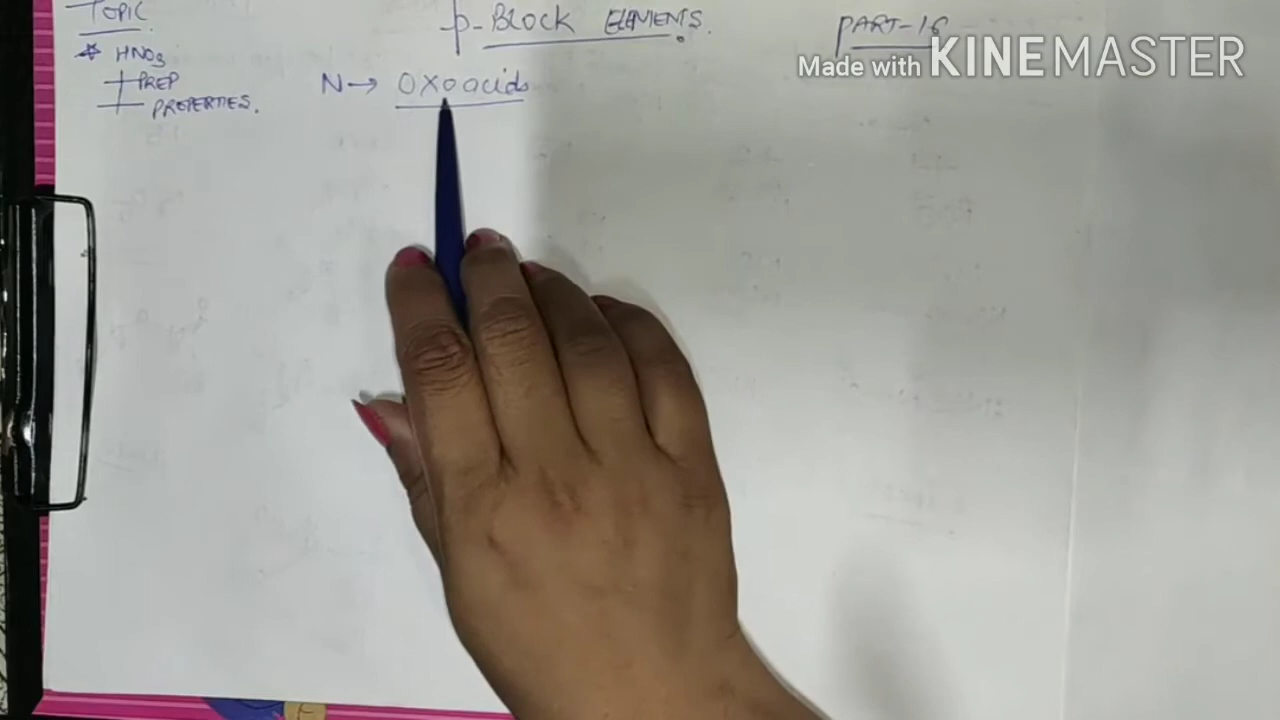 TOPIC
HNO3
PREP
PROPERTIES.
p-BLOCK ELEMENTS.
N→ Oxoacids
PART-16
Made with KINEMASTER